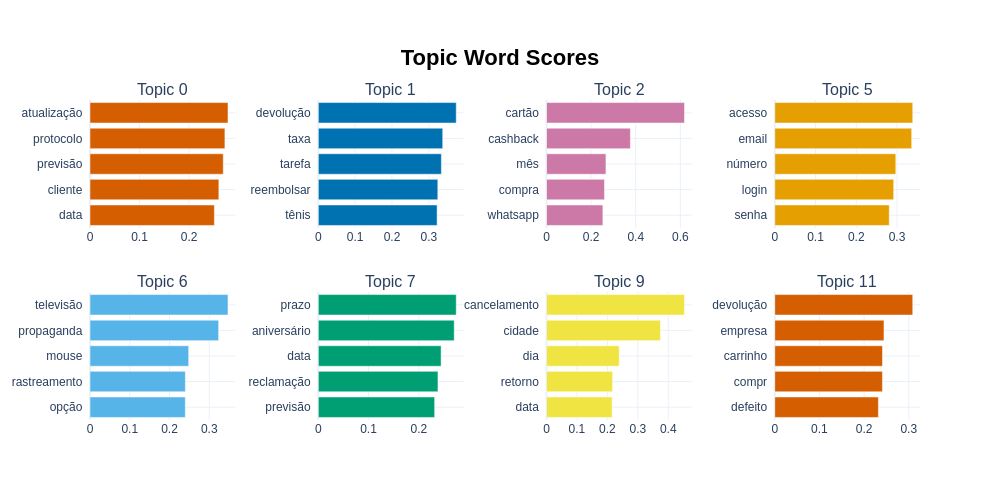 Topic Word Scores
Topic 0
atualização
protocolo
previsão
cliente
data
0 0.1 0.2
Topic 1
devolução
taxa
tarefa
reembolsar
tênis
0 0.1 0.2 0.3
Topic 2
cartão
cashback
mês
compra
whatsapp
0 0.2 0.4 0.6
Topic 5
acesso
email
número
login
senha
0 0.1 0.2 0.3
Topic 6
televisão
propaganda
mouse
rastreamento
opção
0 0.1 0.2 0.3
Topic 7
prazo
aniversário
data
reclamação
previsão
0 0.1 0.2
Topic 9
cancelamento
cidade
dia
retorno
data
0 0.1 0.2 0.3 0.4
Topic 11
devolução
empresa
carrinho
compr
defeito
0 0.1 0.2 0.3